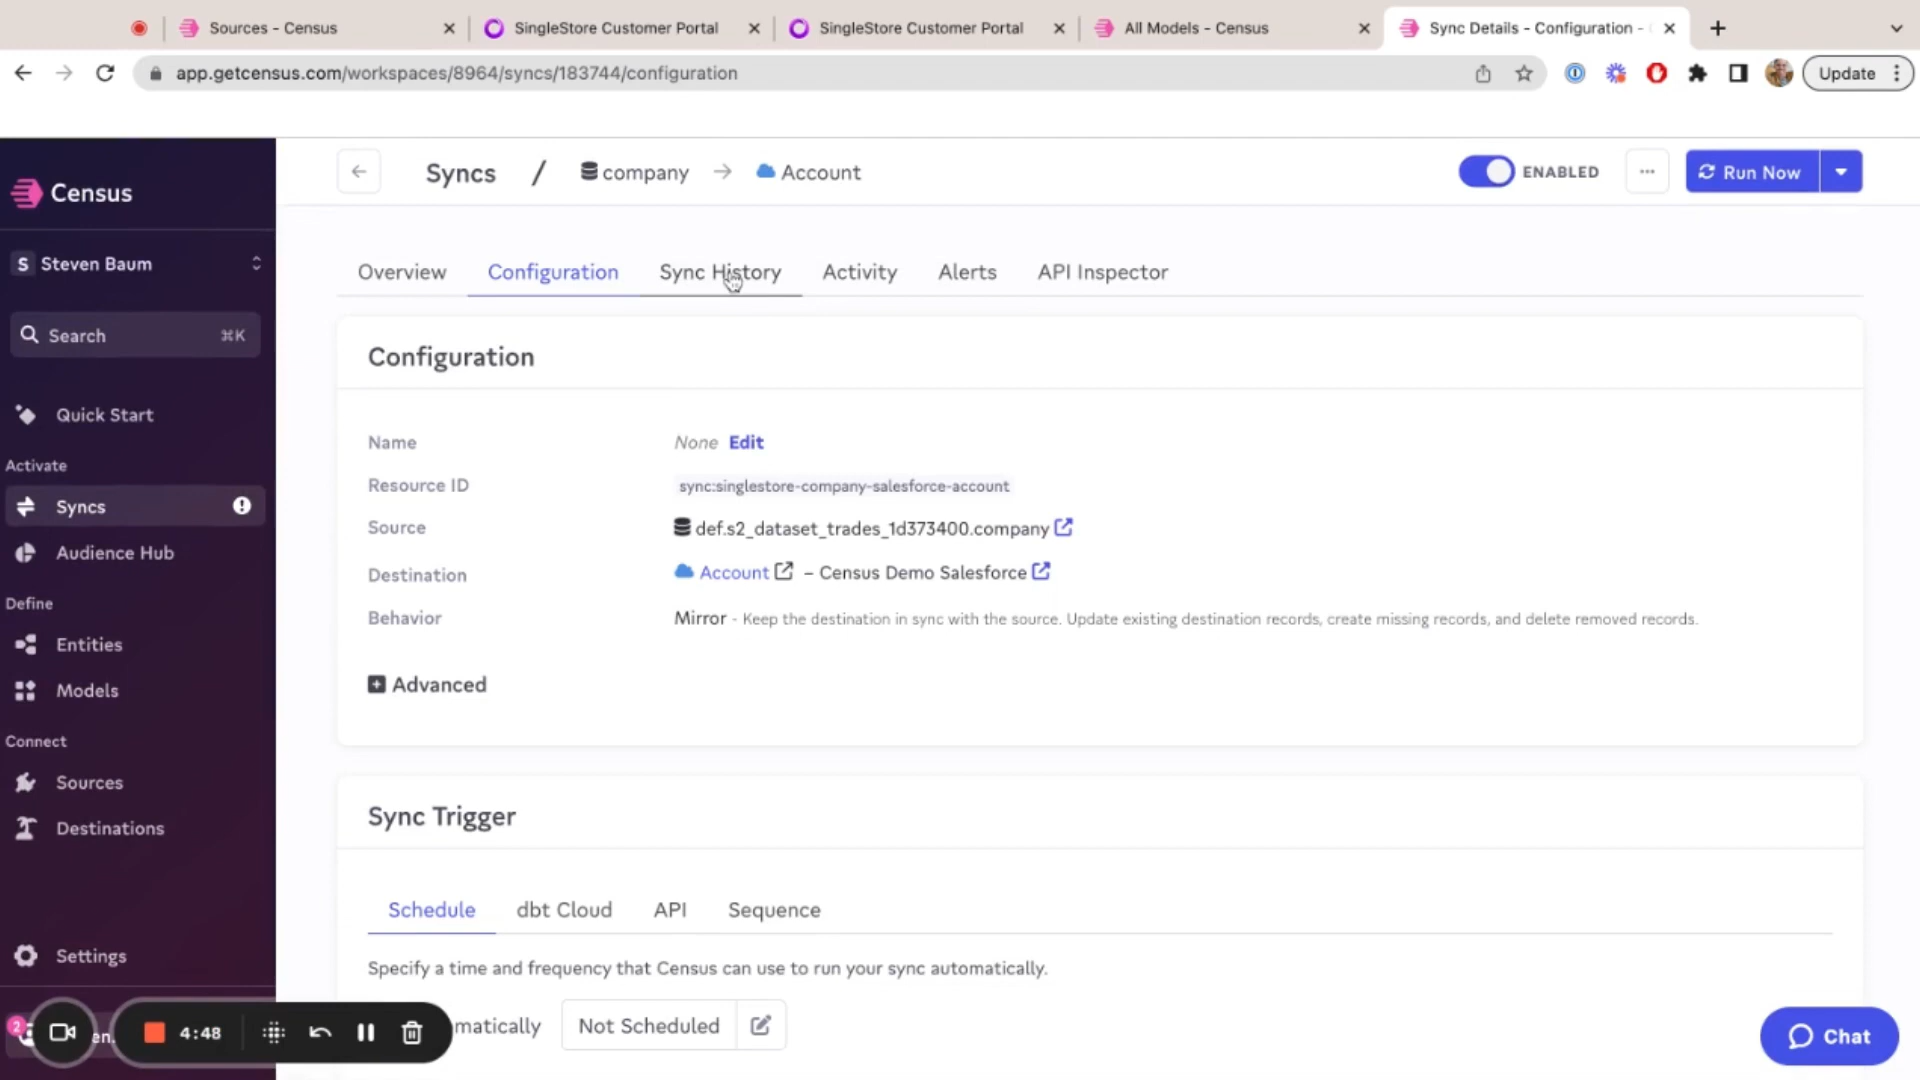 Sources - Census
SingleStore Customer Portal
SingleStore Customer Portal
All Models - Census
Sync Details - Configuration -
app.getcensus.com/workspaces/8964/syncs/183744/configuration
Update
Census
Syncs / company → Account
ENABLED
Run Now
S Steven Baum
Overview Configuration Sync History Activity Alerts API Inspector
Search ⌘K
Configuration
Quick Start
Name None Edit
Activate
Resource ID sync:singlestore-company-salesforce-account
Syncs
Source def.s2_dataset_trades_1d373400.company
Audience Hub
Destination Account – Census Demo Salesforce
Define
Behavior Mirror - Keep the destination in sync with the source. Update existing destination records, create missing records, and delete removed records.
Entities
Advanced
Models
Connect
Sources
Sync Trigger
Destinations
Schedule dbt Cloud API Sequence
Settings
Specify a time and frequency that Census can use to run your sync automatically.
2 en. 4:48 matically Not Scheduled
Chat